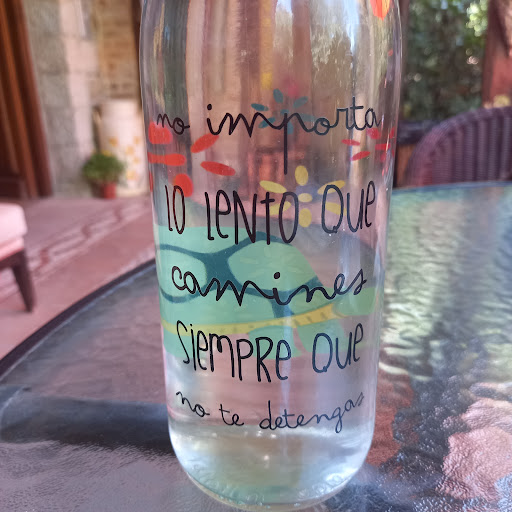 no importa
lo lento que
camines
siempre que
no te detengas